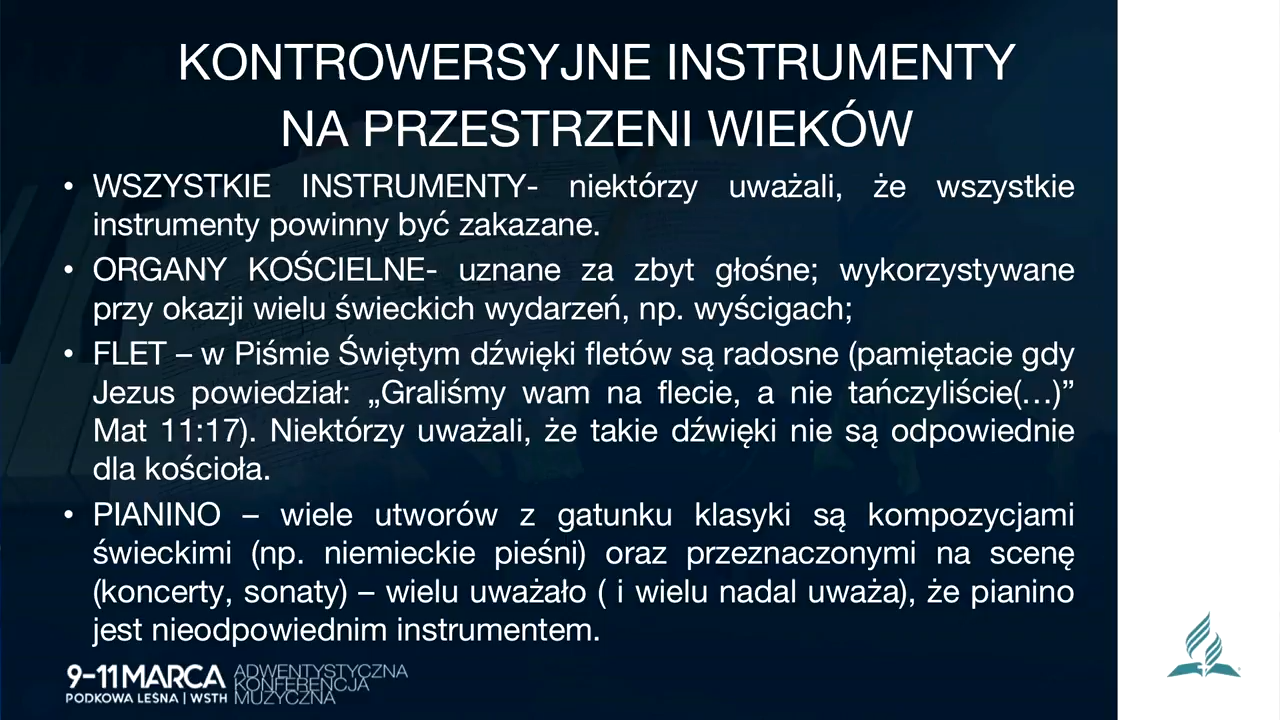 KONTROWERSYJNE INSTRUMENTY
NA PRZESTRZENI WIEKÓW
• WSZYSTKIE INSTRUMENTY- niektórzy uważali, że wszystkie
instrumenty powinny być zakazane.
• ORGANY KOŚCIELNE- uznane za zbyt głośne; wykorzystywane
przy okazji wielu świeckich wydarzeń, np. wyścigach;
• FLET – w Piśmie Świętym dźwięki fletów są radosne (pamiętacie gdy
Jezus powiedział: „Graliśmy wam na flecie, a nie tańczyliście(…)”
Mat 11:17). Niektórzy uważali, że takie dźwięki nie są odpowiednie
dla kościoła.
• PIANINO – wiele utworów z gatunku klasyki są kompozycjami
świeckimi (np. niemieckie pieśni) oraz przeznaczonymi na scenę
(koncerty, sonaty) – wielu uważało ( i wielu nadal uważa), że pianino
jest nieodpowiednim instrumentem.
9–11 MARCA
PODKOWA LEŚNA | WSTH
ADWENTYSTYCZNA
KONFERENCJA
MUZYCZNA